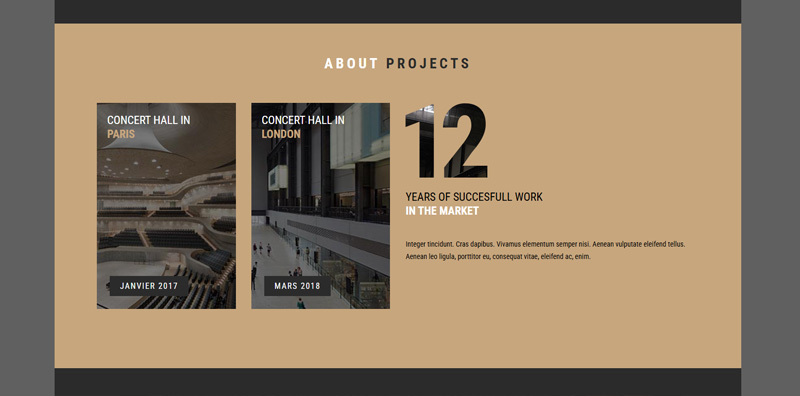 ABOUT PROJECTS
CONCERT HALL IN
PARIS
JANVIER 2017
CONCERT HALL IN
LONDON
MARS 2018
12
YEARS OF SUCCESFULL WORK
IN THE MARKET
Integer tincidunt. Cras dapibus. Vivamus elementum semper nisi. Aenean vulputate eleifend tellus.
Aenean leo ligula, porttitor eu, consequat vitae, eleifend ac, enim.